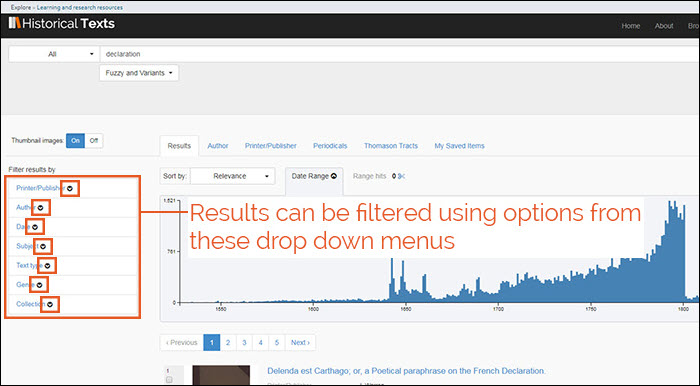 Explore - Learning and research resources
Historical Texts
Home About Bro
All declaration
Fuzzy and Variants
Thumbnail images On Off
Results Author Printer/Publisher Periodicals Thomason Tracts My Saved Items
Filter results by
Sort by: Relevance Date Range Range hits 0
Printer/Publisher
Author
Date
Subject
Text type
Genre
Collection
1,521
761
0
Results can be filtered using options from
these drop down menus
1550 1600 1650 1700 1750 1800
‹ Previous 1 2 3 4 5 Next ›
1
Delenda est Carthago; or, a Poetical paraphrase on the French Declaration.